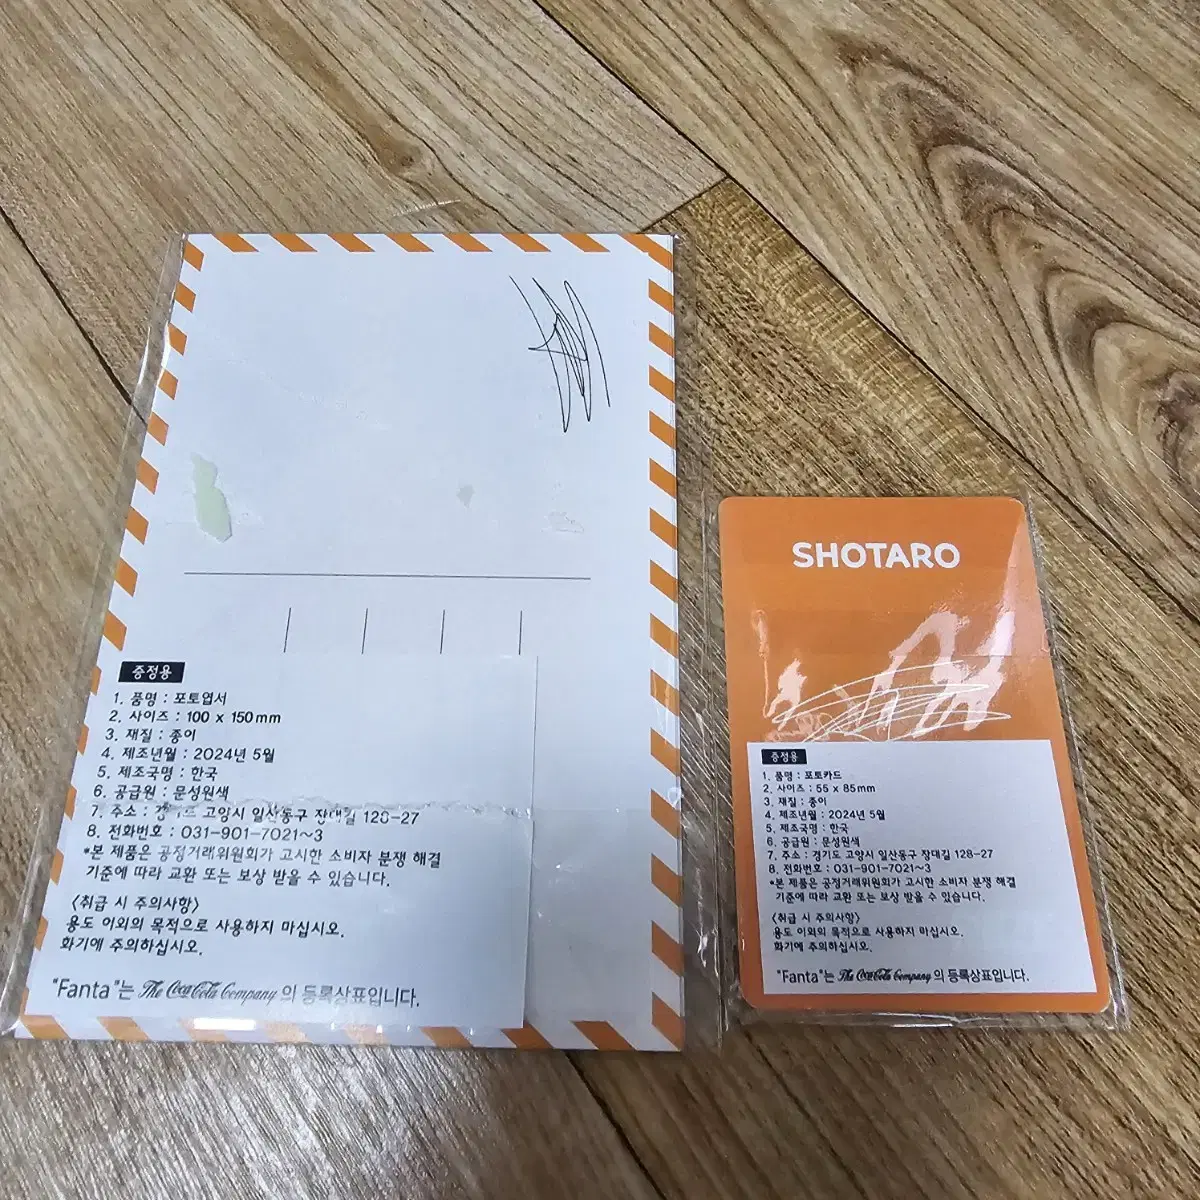 증정용
1. 품명 : 포토엽서
2. 사이즈 : 100 x 150mm
3. 재질 : 종이
4. 제조년월 : 2024년 5월
5. 제조국명 : 한국
6. 공급원 : 문성원색
7. 주소 : 고양시 일산동구 장대길 128-27
8. 전화번호 : 031-901-7021~3
*본 제품은 공정거래위원회가 고시한 소비자 분쟁 해결
기준에 따라 교환 또는 보상 받을 수 있습니다.
<취급 시 주의사항>
용도 이외의 목적으로 사용하지 마십시오.
화기에 주의하십시오.
"Fanta"는 The Coca-Cola Company 의 등록상표입니다.
SHOTARO
증정용
1. 품명 : 포토카드
2. 사이즈 : 55 x 85mm
3. 재질 : 종이
4. 제조년월 : 2024년 5월
5. 제조국명 : 한국
6. 공급원 : 문성원색
7. 주소 : 경기도 고양시 일산동구 장대길 128-27
8. 전화번호 : 031-901-7021~3
*본 제품은 공정거래위원회가 고시한 소비자 분쟁 해결
기준에 따라 교환 또는 보상 받을 수 있습니다.
<취급 시 주의사항>
용도 이외의 목적으로 사용하지 마십시오.
화기에 주의하십시오.
"Fanta"는 The Coca-Cola Company 의 등록상표입니다.